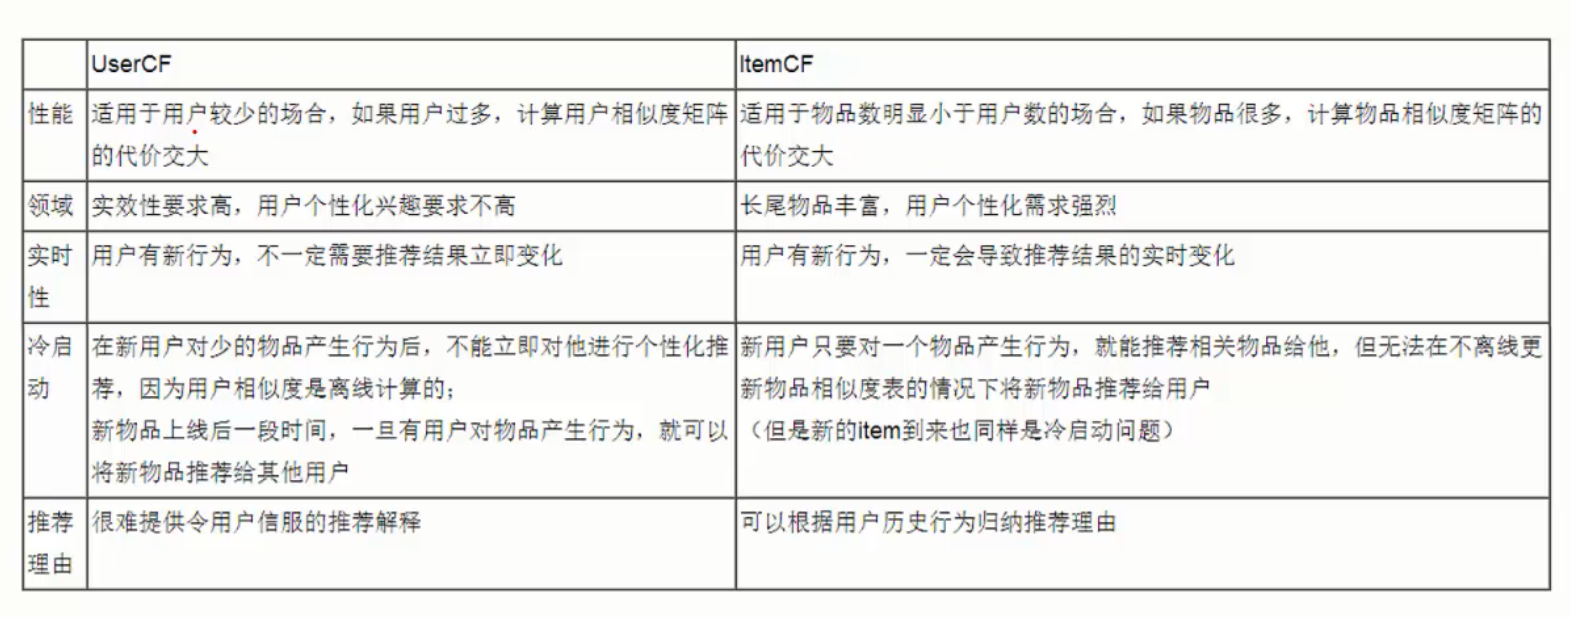 UserCF
ItemCF
性能
适用于用户较少的场合，如果用户过多，计算用户相似度矩阵
的代价交大
适用于物品数明显小于用户数的场合，如果物品很多，计算物品相似度矩阵的
代价交大
领域
实效性要求高，用户个性化兴趣要求不高
长尾物品丰富，用户个性化需求强烈
实时
性
用户有新行为，不一定需要推荐结果立即变化
用户有新行为，一定会导致推荐结果的实时变化
冷启
动
在新用户对少的物品产生行为后，不能立即对他进行个性化推
荐，因为用户相似度是离线计算的；
新物品上线后一段时间，一旦有用户对物品产生行为，就可以
将新物品推荐给其他用户
新用户只要对一个物品产生行为，就能推荐相关物品给他，但无法在不离线更
新物品相似度表的情况下将新物品推荐给用户
（但是新的item到来也同样是冷启动问题）
推荐
理由
很难提供令用户信服的推荐解释
可以根据用户历史行为归纳推荐理由